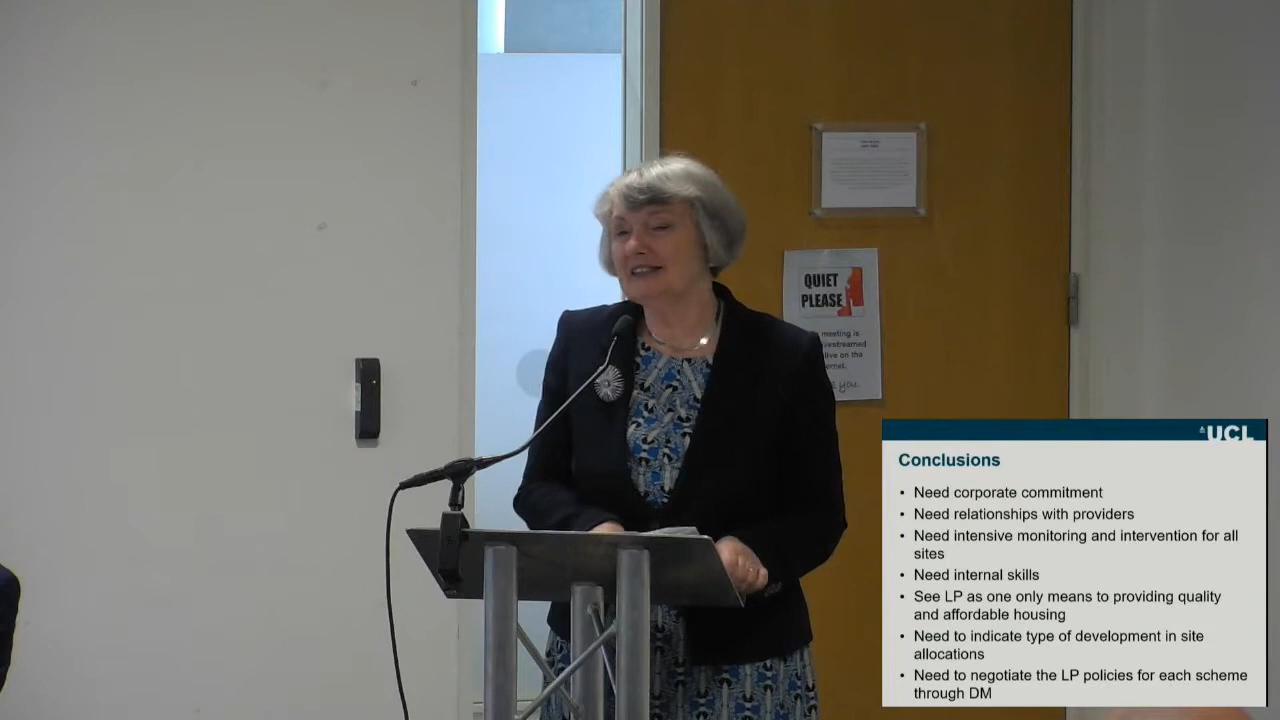 QUIET
PLEASE
meeting is
livestreamed
live on the
you.
UCL
Conclusions
• Need corporate commitment
• Need relationships with providers
• Need intensive monitoring and intervention for all
sites
• Need internal skills
• See LP as one only means to providing quality
and affordable housing
• Need to indicate type of development in site
allocations
• Need to negotiate the LP policies for each scheme
through DM